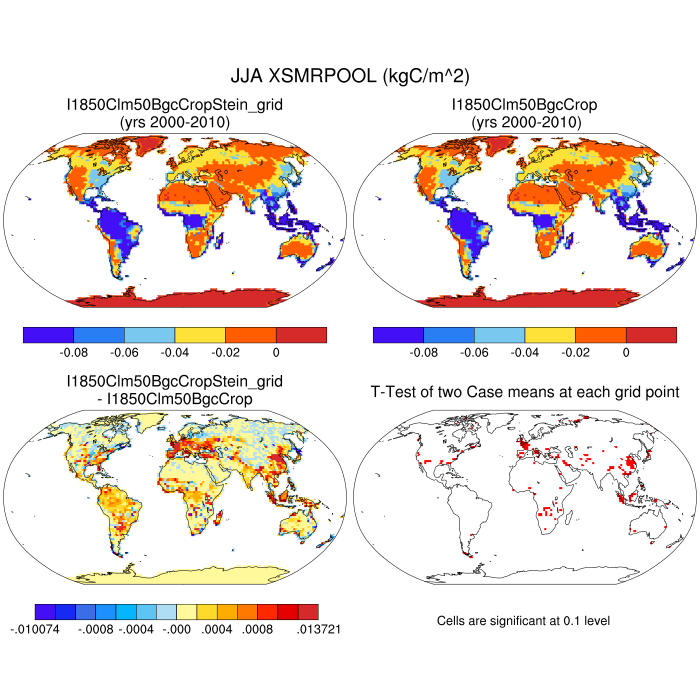 JJA XSMRPOOL (kgC/m^2)
I1850Clm50BgcCropStein_grid
(yrs 2000-2010)
I1850Clm50BgcCrop
(yrs 2000-2010)
-0.08 -0.06 -0.04 -0.02 0
-0.08 -0.06 -0.04 -0.02 0
I1850Clm50BgcCropStein_grid
- I1850Clm50BgcCrop
T-Test of two Case means at each grid point
-.010074 -.0008 -.0004 -.000 .0004 .0008 .013721
Cells are significant at 0.1 level